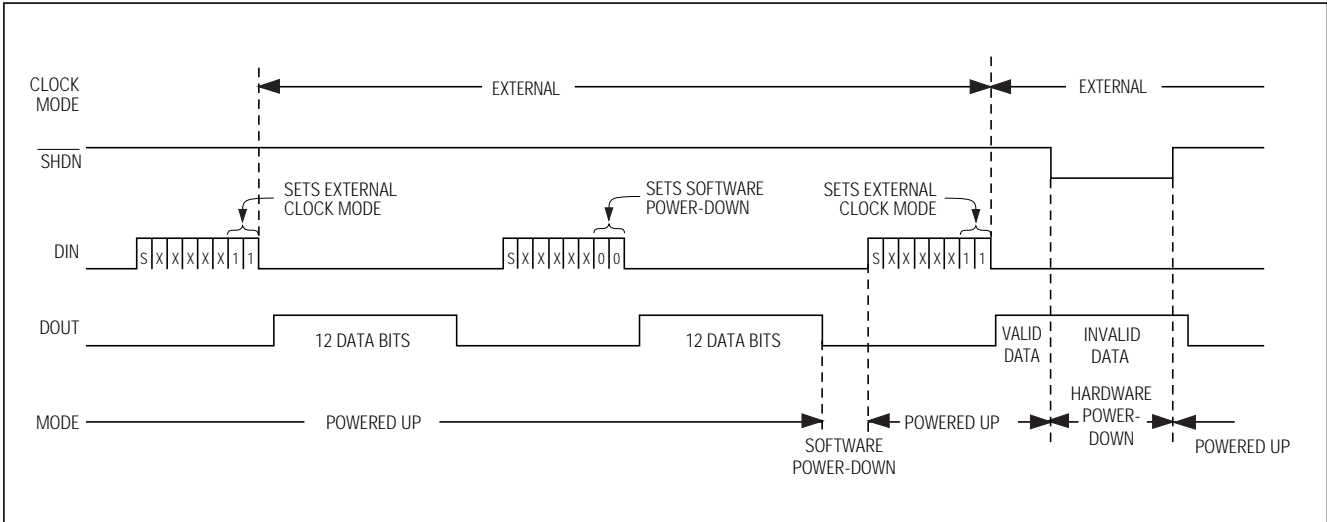 CLOCK
MODE
EXTERNAL
EXTERNAL
SHDN
SETS EXTERNAL
CLOCK MODE
SETS SOFTWARE
POWER-DOWN
SETS EXTERNAL
CLOCK MODE
DIN
S X X X X X 1 1
S X X X X X 0 0
S X X X X X 1 1
DOUT
12 DATA BITS
12 DATA BITS
VALID
DATA
INVALID
DATA
MODE
POWERED UP
SOFTWARE
POWER-DOWN
POWERED UP
HARDWARE
POWER-
DOWN
POWERED UP